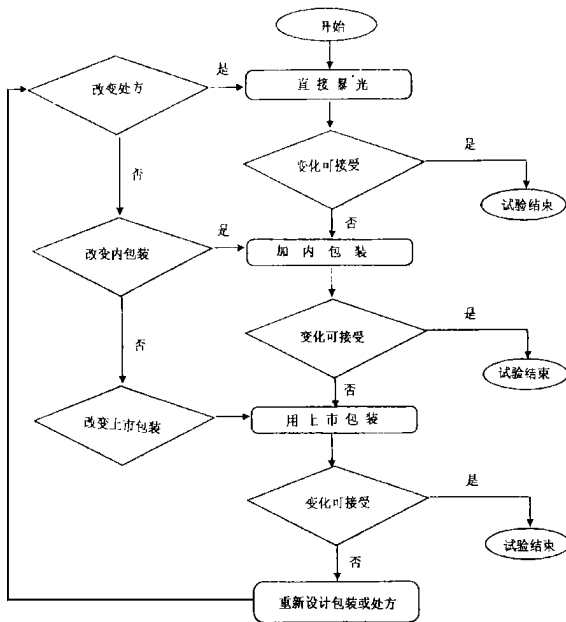 开始
改变处方
是
直接暴光
变化可接受
是
试验结束
否
否
改变内包装
是
加内包装
变化可接受
是
试验结束
否
否
改变上市包装
用上市包装
变化可接受
是
试验结束
否
重新设计包装或处方